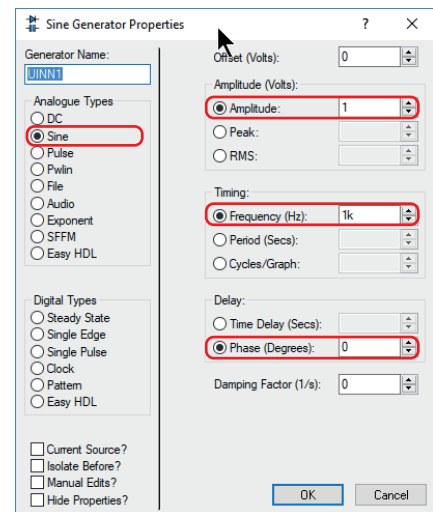 Sine Generator Properties
?
Generator Name:
UINN1
Analogue Types
DC
Sine
Pulse
Pwlin
File
Audio
Exponent
SFFM
Easy HDL
Digital Types
Steady State
Single Edge
Single Pulse
Clock
Pattern
Easy HDL
Current Source?
Isolate Before?
Manual Edits?
Hide Properties?
Offset (Volts): 0
Amplitude (Volts):
Amplitude: 1
Peak:
RMS:
Timing:
Frequency (Hz): 1k
Period (Secs):
Cycles/Graph:
Delay:
Time Delay (Secs):
Phase (Degrees): 0
Damping Factor (1/s): 0
OK Cancel